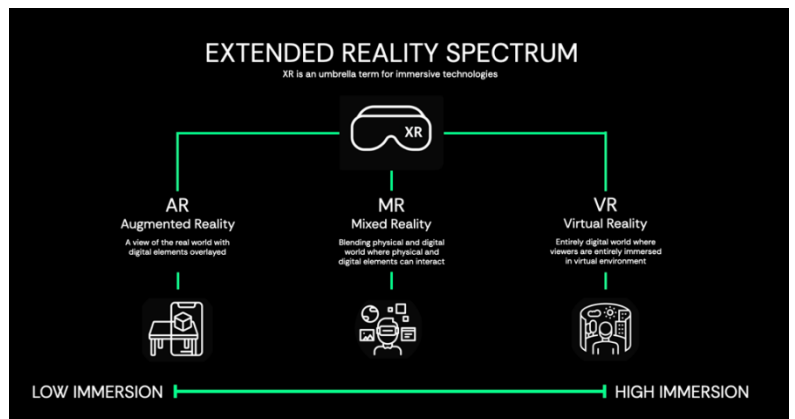 EXTENDED REALITY SPECTRUM
XR is an umbrella term for immersive technologies
XR
AR
Augmented Reality
A view of the real world with
digital elements overlayed
MR
Mixed Reality
Blending physical and digital
world where physical and
digital elements can interact
VR
Virtual Reality
Entirely digital world where
viewers are entirely immersed
in virtual environment
LOW IMMERSION
HIGH IMMERSION